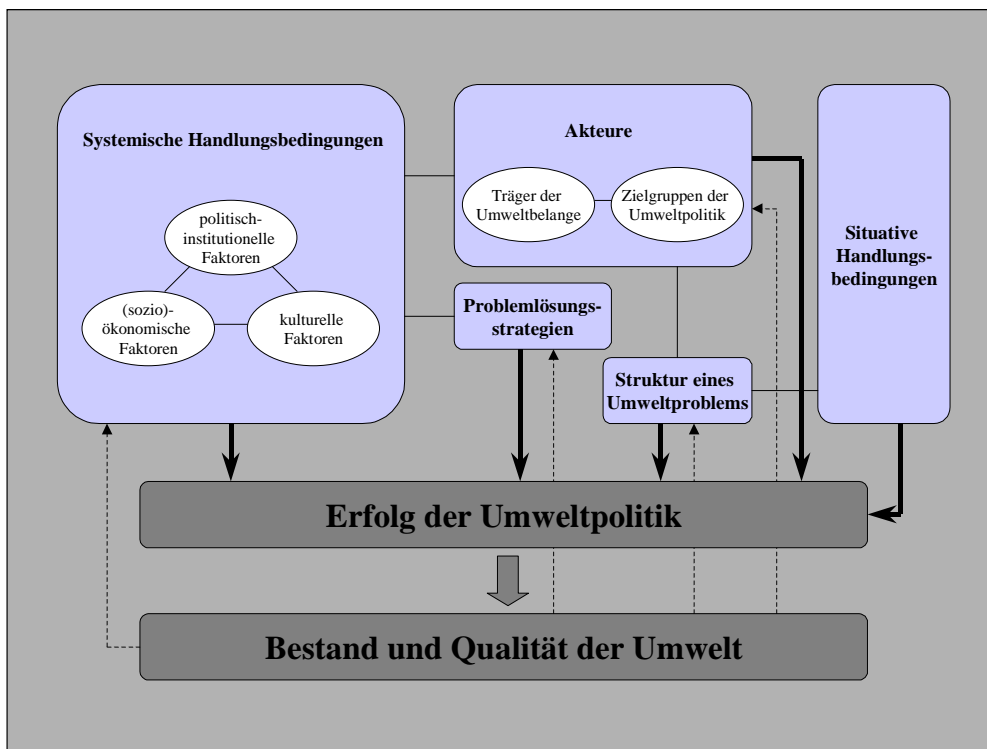 Systemische Handlungsbedingungen
politisch-
institutionelle
Faktoren
(sozio)-
ökonomische
Faktoren
kulturelle
Faktoren
Akteure
Träger der
Umweltbelange
Zielgruppen der
Umweltpolitik
Situative
Handlungs-
bedingungen
Problemlösungs-
strategien
Struktur eines
Umweltproblems
Erfolg der Umweltpolitik
Bestand und Qualität der Umwelt